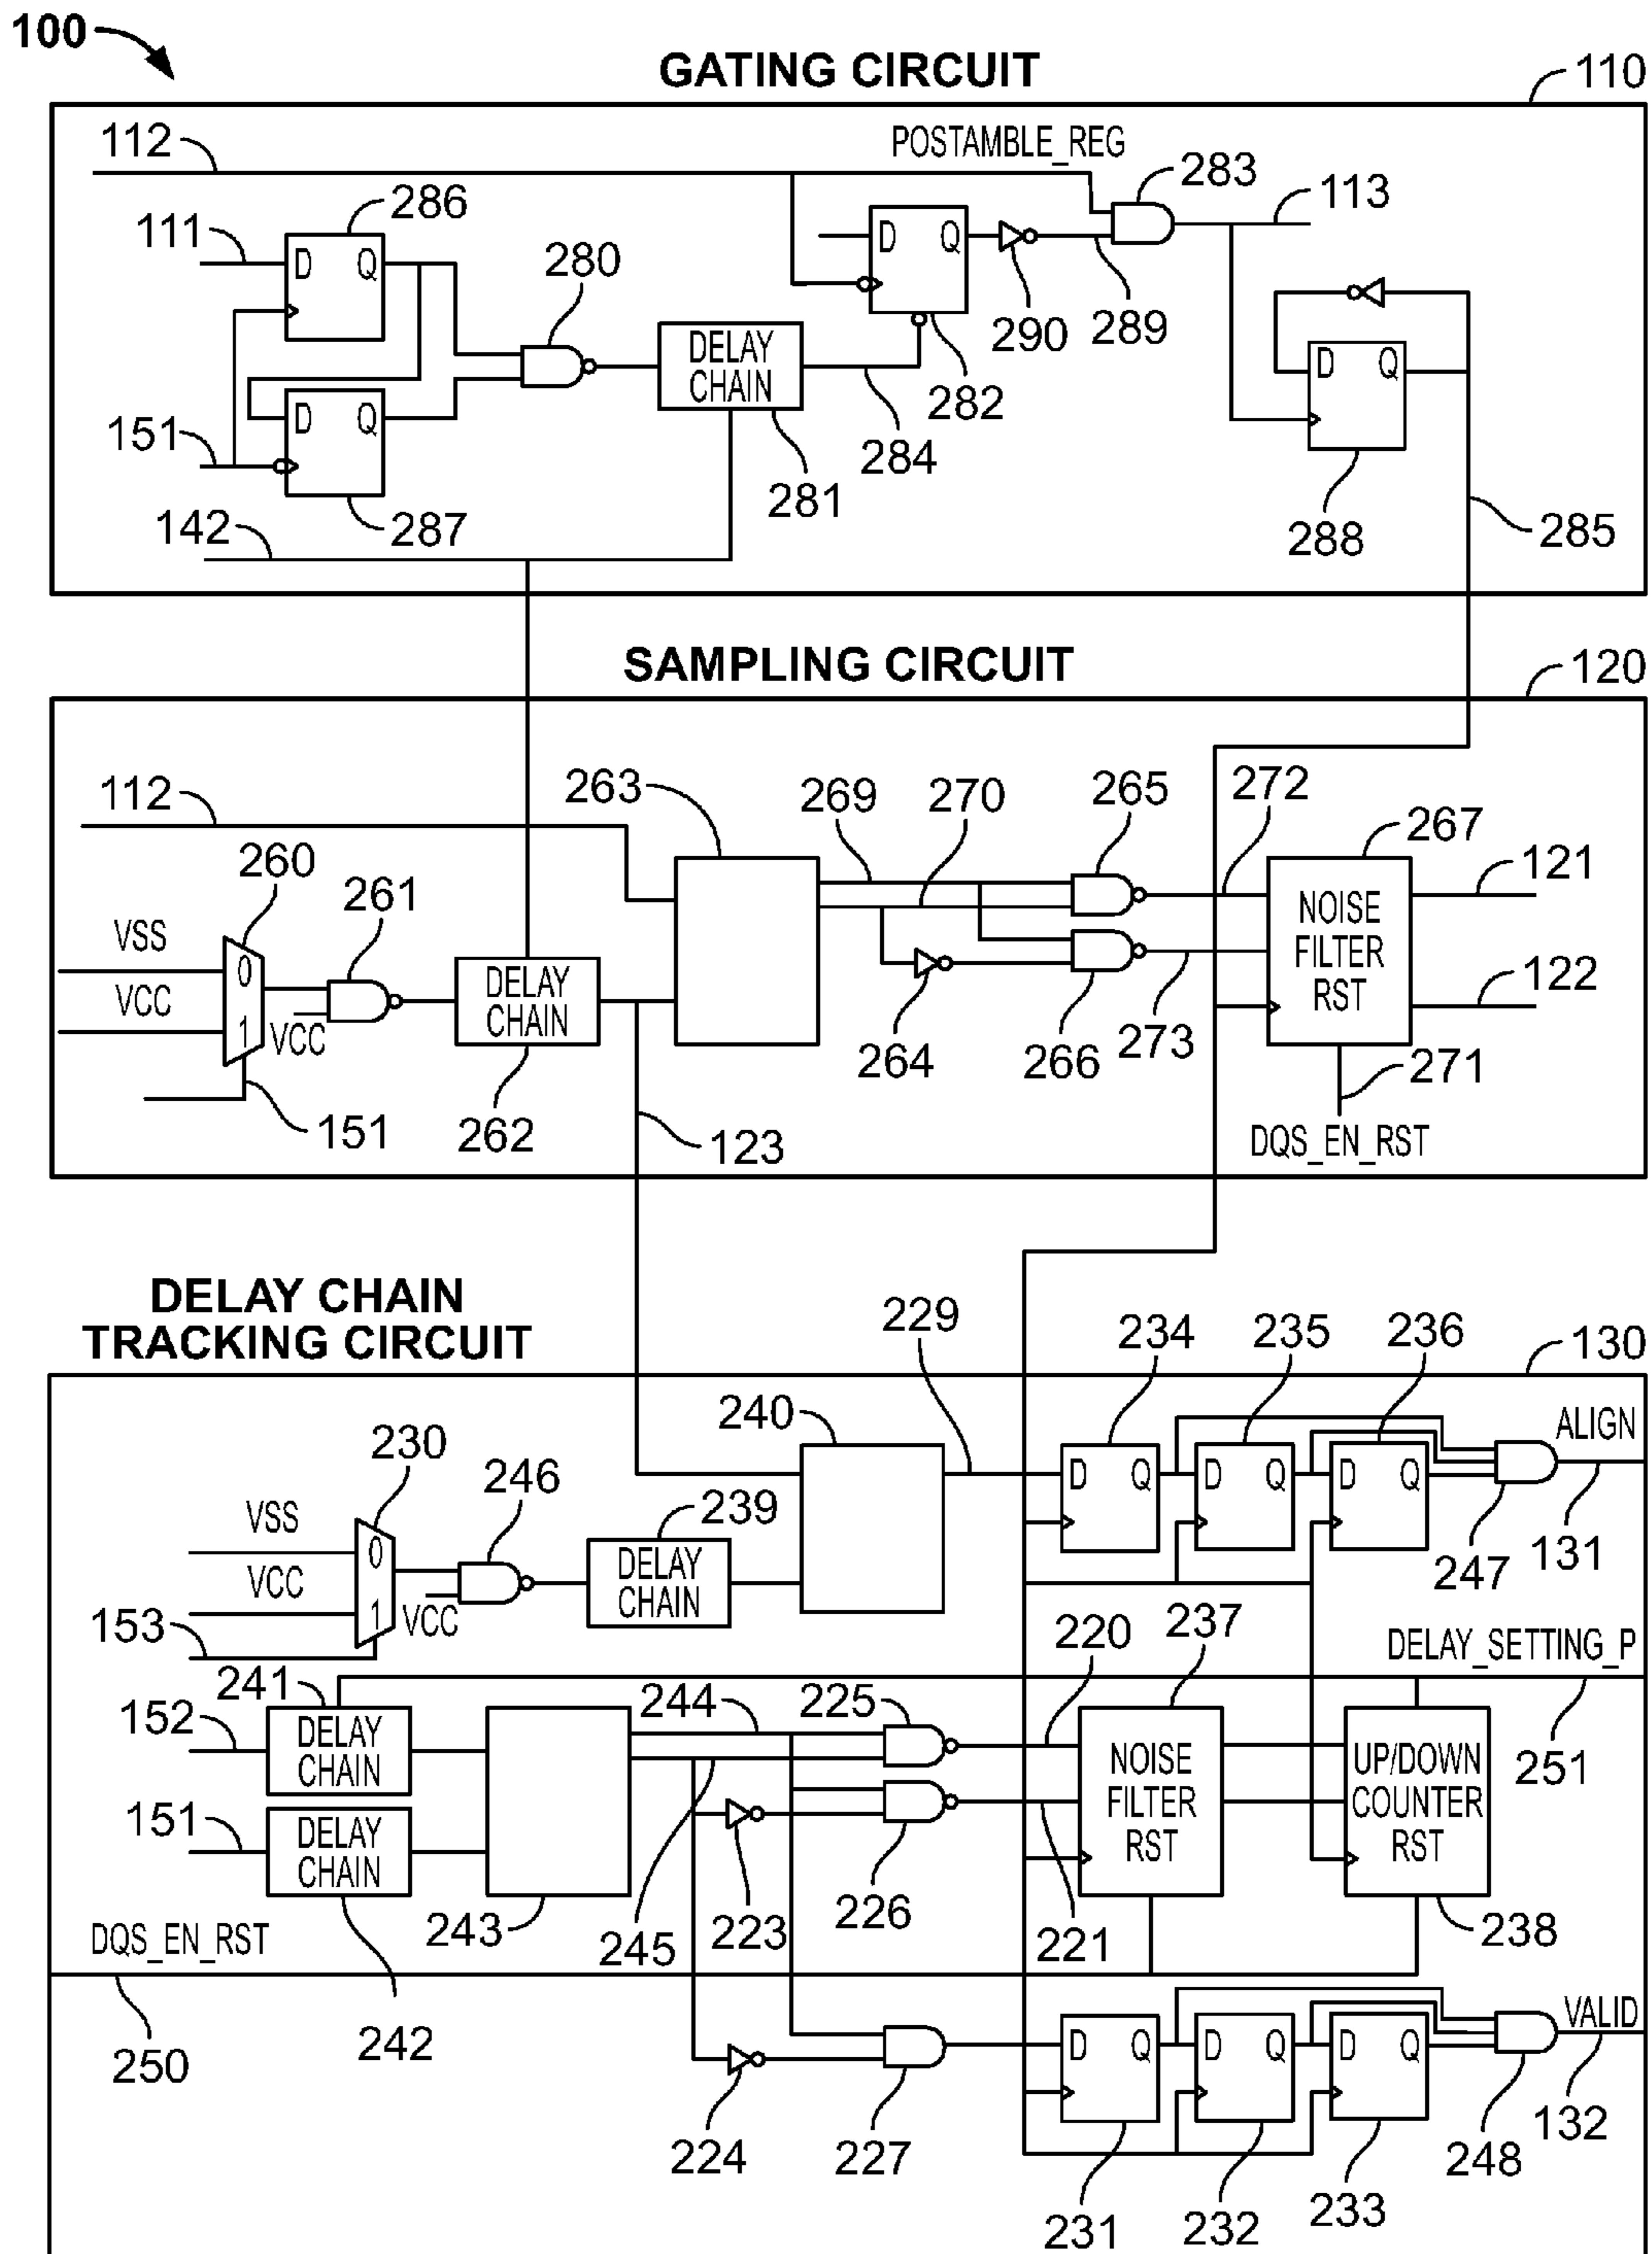 100
GATING CIRCUIT
110
112
POSTAMBLE_REG
283
113
286
111
D Q
280
D Q
290
289
DELAY
CHAIN
282
D Q
151
D Q
284
281
287
142
288
285
SAMPLING CIRCUIT
120
112
263
269
270
265
272
267
260
261
121
VSS
0
NOISE
FILTER
RST
VCC
1
VCC
DELAY
CHAIN
122
264
266
273
271
151
262
123
DQS_EN_RST
DELAY CHAIN
TRACKING CIRCUIT
229
234
235
236
130
240
ALIGN
230
246
239
D Q
D Q
D Q
VSS
0
VCC
1
VCC
DELAY
CHAIN
247
131
153
237
220
DELAY_SETTING_P
241
244
225
152
DELAY
CHAIN
NOISE
FILTER
RST
UP/DOWN
COUNTER
RST
251
151
DELAY
CHAIN
243
245
223
226
221
238
DQS_EN_RST
242
250
D Q
D Q
D Q
VALID
224
227
231
232
233
248
132